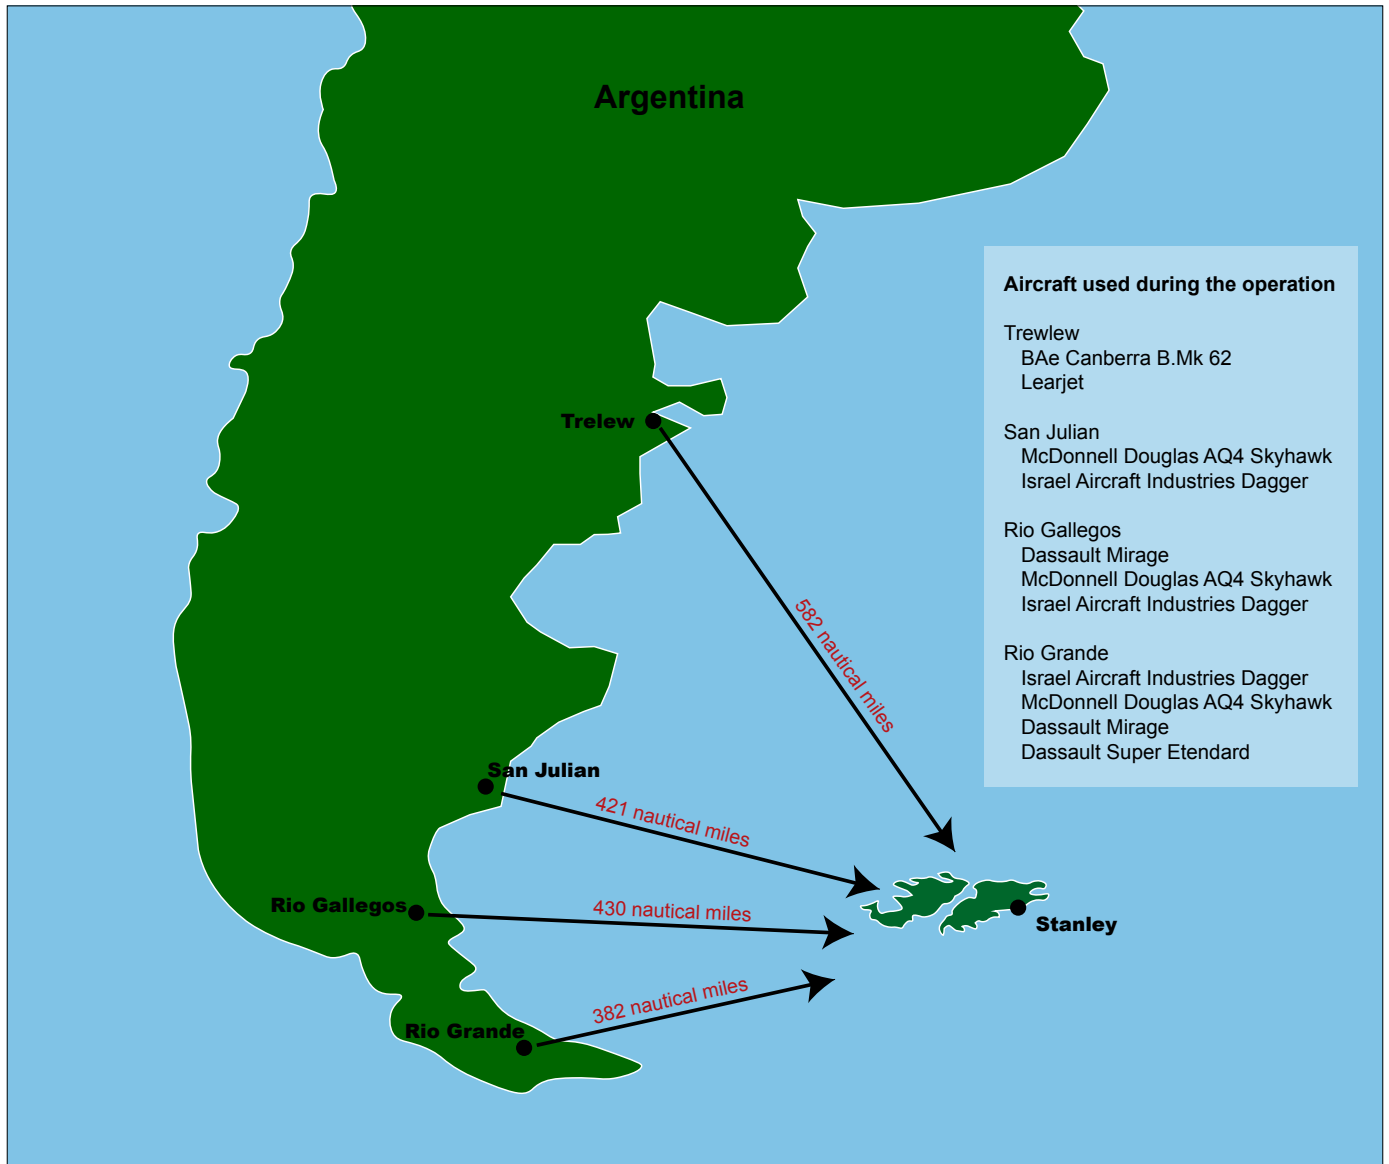 Argentina
Aircraft used during the operation
Trewlew
BAe Canberra B.Mk 62
Learjet
San Julian
McDonnell Douglas AQ4 Skyhawk
Israel Aircraft Industries Dagger
Rio Gallegos
Dassault Mirage
McDonnell Douglas AQ4 Skyhawk
Israel Aircraft Industries Dagger
Rio Grande
Israel Aircraft Industries Dagger
McDonnell Douglas AQ4 Skyhawk
Dassault Mirage
Dassault Super Etendard
Trelew
582 nautical miles
San Julian
421 nautical miles
Rio Gallegos
430 nautical miles
Stanley
Rio Grande
382 nautical miles